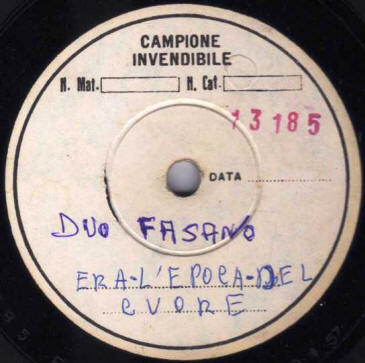 CAMPIONE
INVENDIBILE
N. Mat. N. Cat.
13185
DATA
DUO FASANO
ERA-L'EPOCA-DEL
CUORE